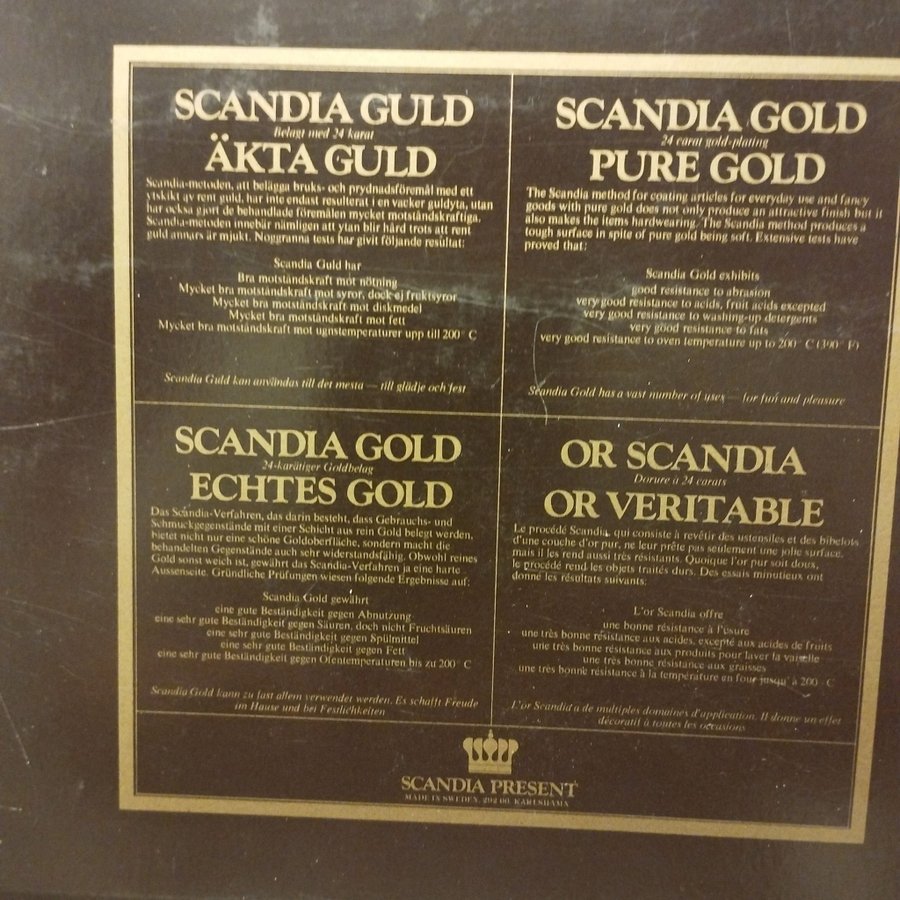 SCANDIA GULD
Belagt med 24 karat
ÄKTA GULD
Scandia-metoden, att belägga bruks- och prydnadsföremål med ett
ytskikt av rent guld, har inte endast resulterat i en vacker guldyta, utan
har också gjort de behandlade föremålen mycket motståndskraftiga.
Scandia-metoden innebär nämligen att ytan blir hård trots att rent
guld annars är mjukt. Noggranna tests har givit följande resultat:
Scandia Guld har
Bra motståndskraft mot nötning
Mycket bra motståndskraft mot syror, dock ej fruktsyror
Mycket bra motståndskraft mot diskmedel
Mycket bra motståndskraft mot fett
Mycket bra motståndskraft mot ugnstemperaturer upp till 200° C
Scandia Guld kan användas till det mesta — till glädje och fest
SCANDIA GOLD
24 carat gold-plating
PURE GOLD
The Scandia method for coating articles for everyday use and fancy
goods with pure gold does not only produce an attractive finish but it
also makes the items hardwearing. The Scandia method produces a
tough surface in spite of pure gold being soft. Extensive tests have
proved that:
Scandia Gold exhibits
good resistance to abrasion
very good resistance to acids, fruit acids excepted
very good resistance to washing-up detergents
very good resistance to fats
very good resistance to oven temperature up to 200° C (390° F)
Scandia Gold has a vast number of uses — for fun and pleasure
SCANDIA GOLD
24-karätiger Goldbelag
ECHTES GOLD
Das Scandia-Verfahren, das darin besteht, dass Gebrauchs- und
Schmuckgegenstände mit einer Schicht aus rein Gold belegt werden,
bietet nicht nur eine schöne Goldoberfläche, sondern macht die
behandelten Gegenstände auch sehr widerstandsfähig. Obwohl reines
Gold sonst weich ist, gewährt das Scandia-Verfahren ja eine harte
Aussenseite. Gründliche Prüfungen wiesen folgende Ergebnisse auf:
Scandia Gold gewährt
eine gute Beständigkeit gegen Abnutzung
eine sehr gute Beständigkeit gegen Säuren, doch nicht Fruchtsäuren
eine sehr gute Beständigkeit gegen Spülmittel
eine sehr gute Beständigkeit gegen Fett
eine sehr gute Beständigkeit gegen Ofentemperaturen bis zu 200° C
Scandia Gold kann zu fast allem verwendet werden. Es schafft Freude
im Hause und bei Festlichkeiten
OR SCANDIA
Dorure à 24 carats
OR VERITABLE
Le procédé Scandia, qui consiste à revêtir des ustensiles et des bibelots
d'une couche d'or pur, ne leur prête pas seulement une jolie surface,
mais il les rend aussi très résistants. Quoique l'or pur soit doux,
le procédé rend les objets traités durs. Des essais minutieux ont
donné les résultats suivants:
L'or Scandia offre
une bonne résistance à l'usure
une très bonne résistance aux acides, excepté aux acides de fruits
une très bonne résistance aux produits pour laver la vaiselle
une très bonne résistance aux graisses
une très bonne résistance à la température en four jusqu' à 200° C
L'or Scandia a de multiples domaines d'application. Il donne un effet
décoratif à toutes les occasions
SCANDIA PRESENT
MADE IN SWEDEN, 292 00, KARLSHAMN